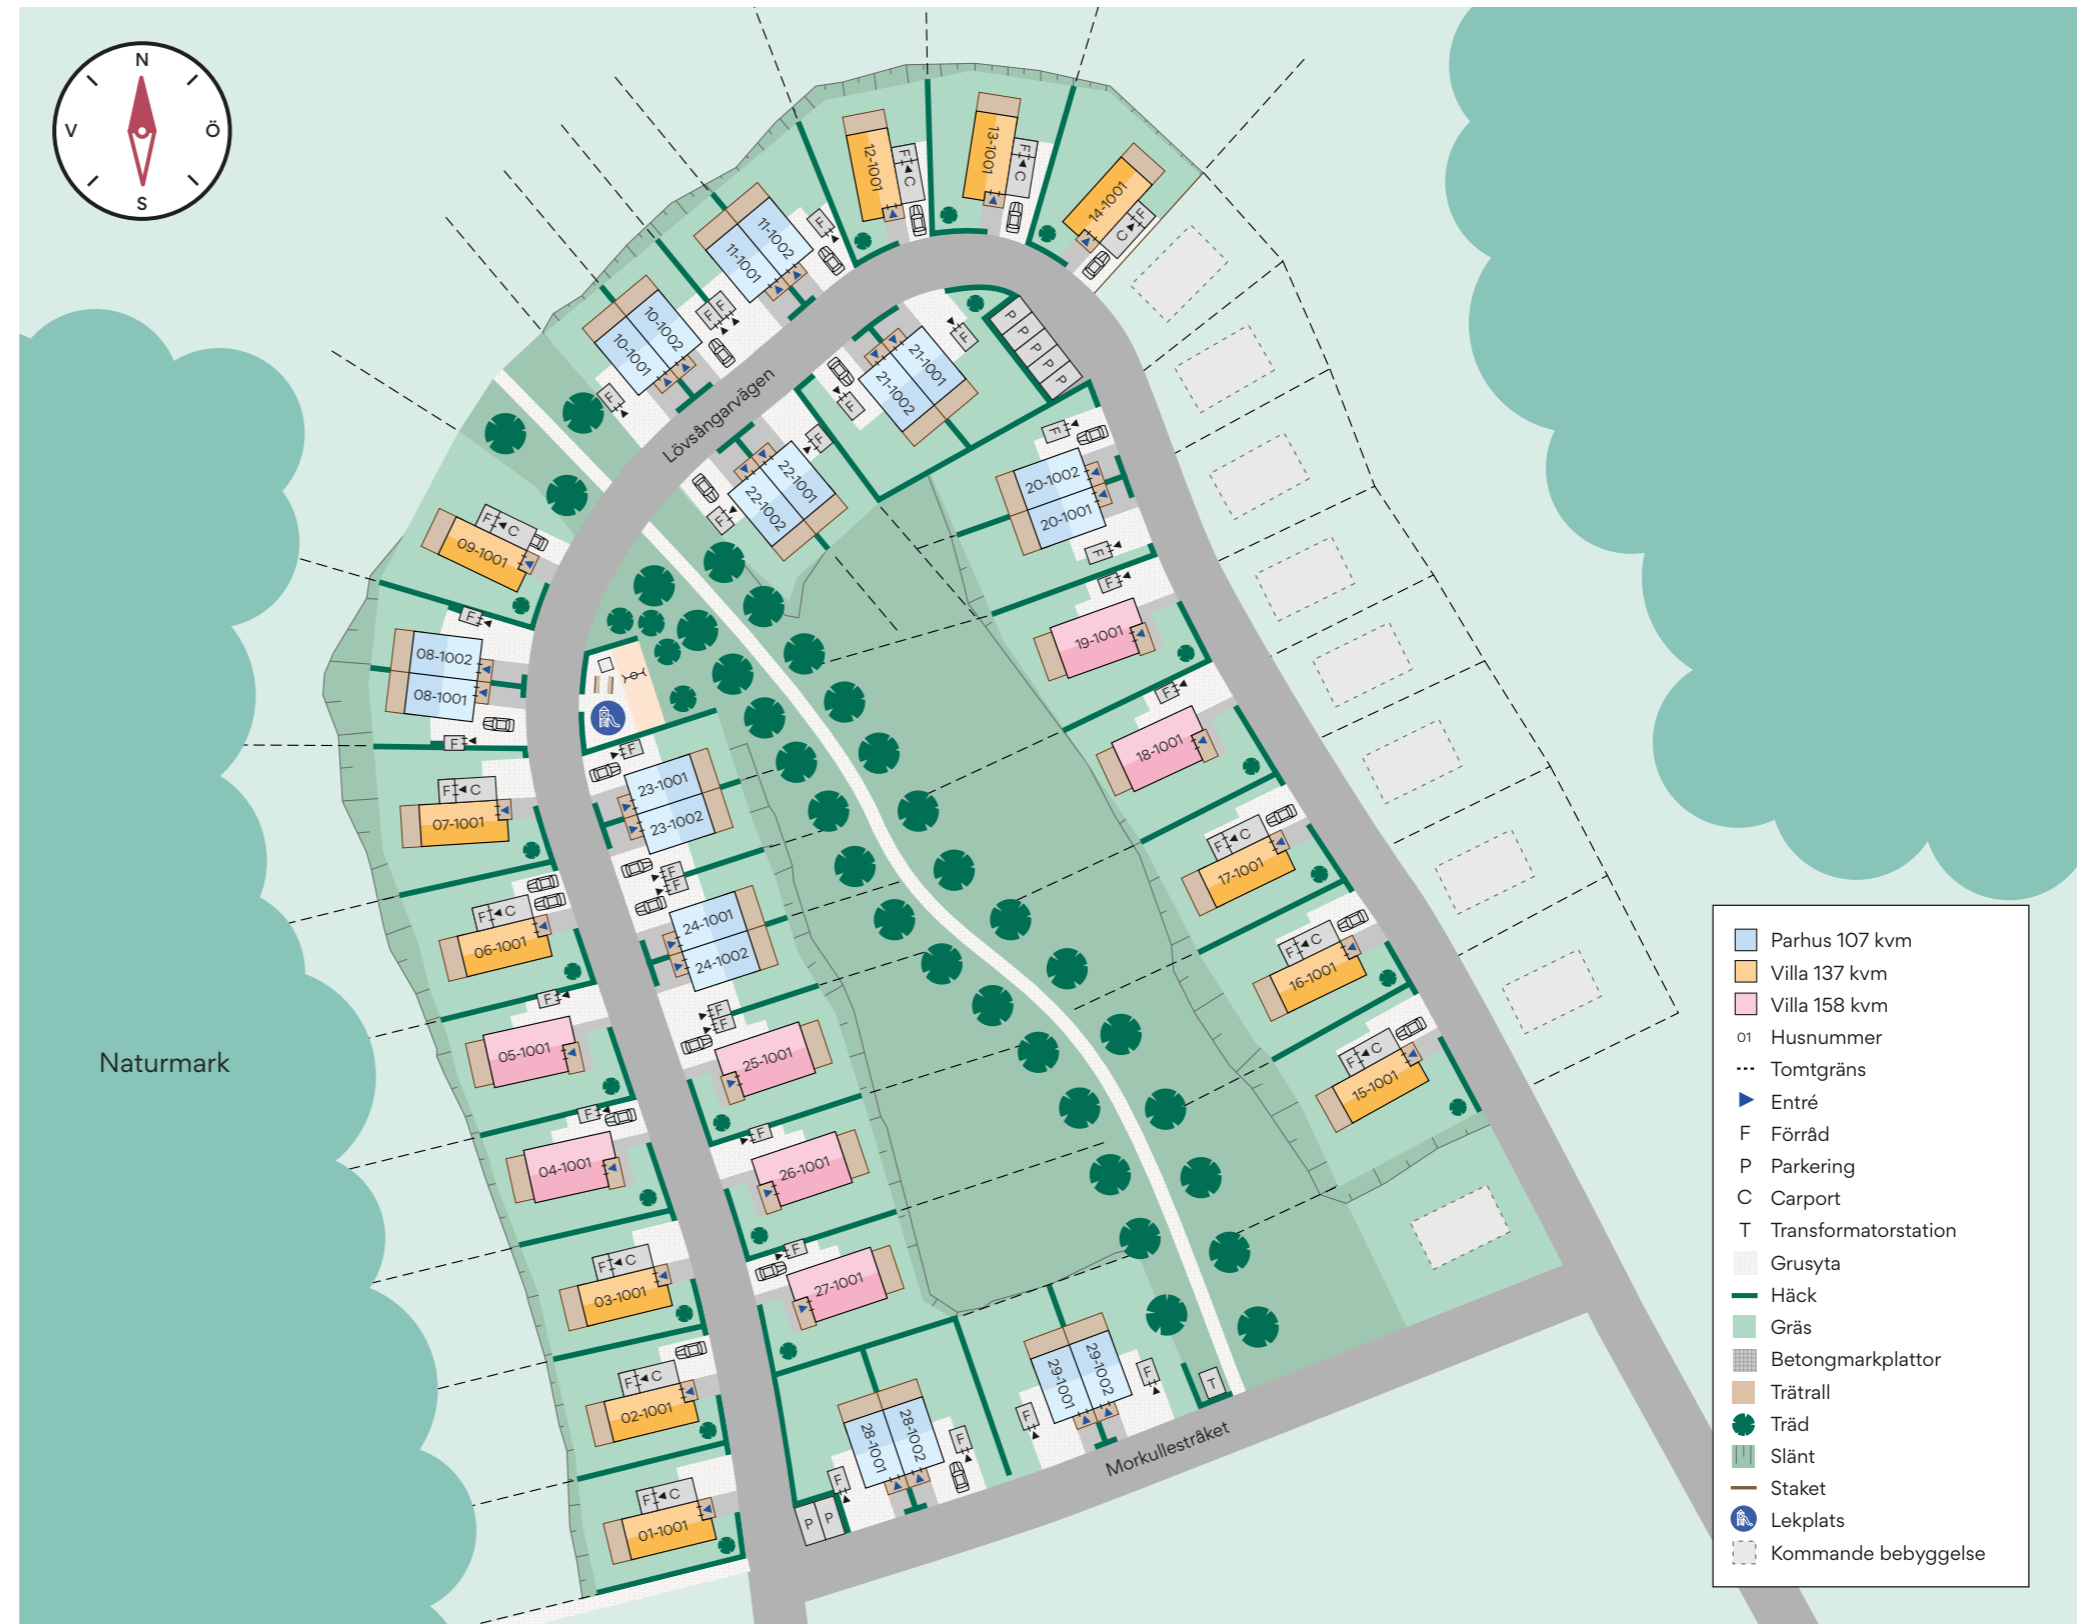 N
V
Ö
S
12-1001
F
C
13-1001
F
C
14-1001
C
F
11-1002
11-1001
F
10-1002
10-1001
F
F
F
Lövsångarvägen
21-1001
21-1002
F
F
P
P
P
P
22-1001
22-1002
F
F
20-1002
20-1001
F
F
09-1001
F
C
08-1002
08-1001
F
F
19-1001
F
18-1001
F
07-1001
F
C
23-1001
23-1002
F
F
17-1001
F
C
06-1001
F
C
24-1001
24-1002
F
F
16-1001
F
C
05-1001
F
25-1001
F
F
15-1001
F
C
Naturmark
04-1001
F
26-1001
F
03-1001
F
C
27-1001
F
02-1001
F
C
29-1001
29-1002
F
F
T
28-1001
28-1002
F
F
P
P
Morkullestråket
01-1001
F
C
Parhus 107 kvm
Villa 137 kvm
Villa 158 kvm
01 Husnummer
Tomtgräns
Entré
F Förråd
P Parkering
C Carport
T Transformatorstation
Grusyta
Häck
Gräs
Betongmarkplattor
Trätrall
Träd
Slänt
Staket
Lekplats
Kommande bebyggelse